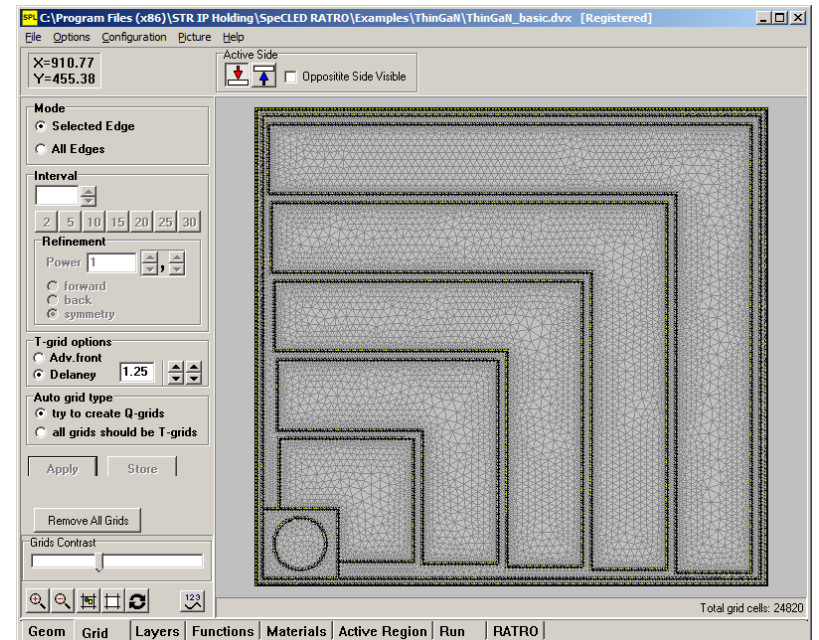 SPL C:\Program Files (x86)\STR IP Holding\SpeCLED RATRO\Examples\ThinGaN\ThinGaN_basic.dvx [Registered]
File Options Configuration Picture Help
X=910.77
Y=455.38
Active Side
Oppositite Side Visible
Mode
Selected Edge
All Edges
Interval
2 5 10 15 20 25 30
Refinement
Power 1 ,
forward
back
symmetry
T-grid options
Adv.front
Delaney 1.25
Auto grid type
try to create Q-grids
all grids should be T-grids
Apply Store
Remove All Grids
Grids Contrast
123
Total grid cells: 24820
Geom Grid Layers Functions Materials Active Region Run RATRO